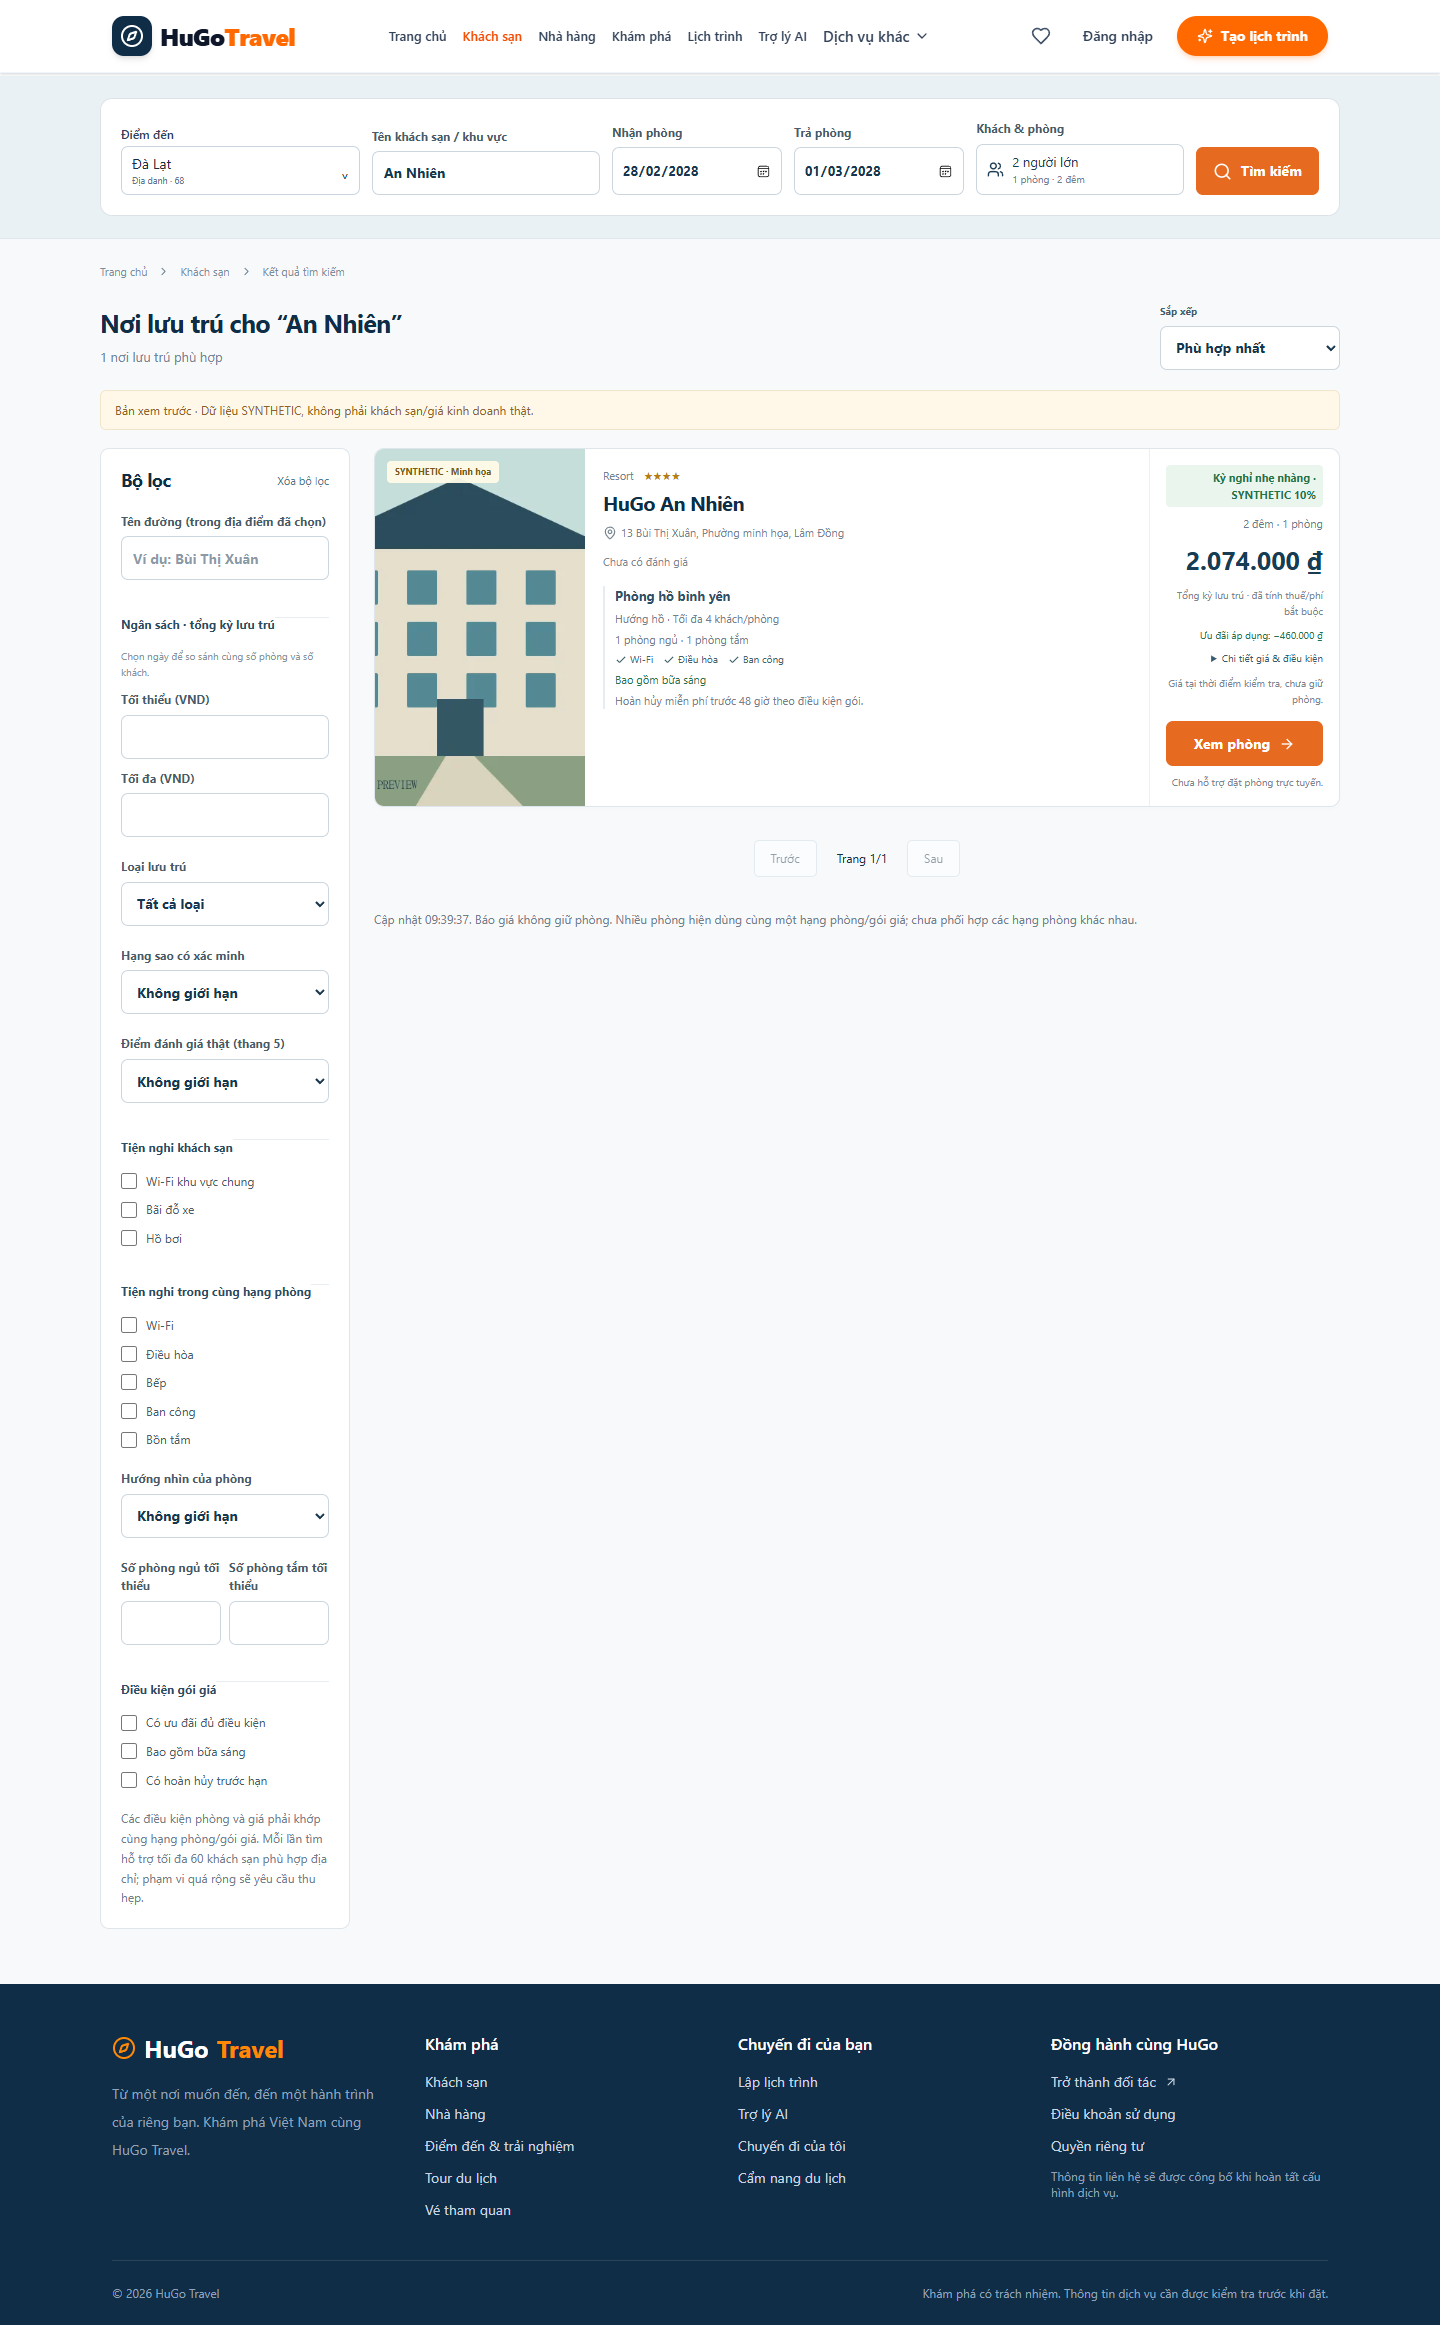 HuGoTravel
Trang chủ
Khách sạn
Nhà hàng
Khám phá
Lịch trình
Trợ lý AI
Dịch vụ khác
Đăng nhập
Tạo lịch trình
Điểm đến
Đà Lạt
Địa danh · 68
Tên khách sạn / khu vực
An Nhiên
Nhận phòng
28/02/2028
Trả phòng
01/03/2028
Khách & phòng
2 người lớn
1 phòng · 2 đêm
Tìm kiếm
Trang chủ > Khách sạn > Kết quả tìm kiếm
Nơi lưu trú cho “An Nhiên”
1 nơi lưu trú phù hợp
Sắp xếp
Phù hợp nhất
Bản xem trước · Dữ liệu SYNTHETIC, không phải khách sạn/giá kinh doanh thật.
Bộ lọc
Xóa bộ lọc
Tên đường (trong địa điểm đã chọn)
Ví dụ: Bùi Thị Xuân
Ngân sách · tổng kỳ lưu trú
Chọn ngày để so sánh cùng số phòng và số
khách.
Tối thiểu (VND)
Tối đa (VND)
Loại lưu trú
Tất cả loại
Hạng sao có xác minh
Không giới hạn
Điểm đánh giá thật (thang 5)
Không giới hạn
Tiện nghi khách sạn
Wi-Fi khu vực chung
Bãi đỗ xe
Hồ bơi
Tiện nghi trong cùng hạng phòng
Wi-Fi
Điều hòa
Bếp
Ban công
Bồn tắm
Hướng nhìn của phòng
Không giới hạn
Số phòng ngủ tối
thiểu
Số phòng tắm tối
thiểu
Điều kiện gói giá
Có ưu đãi đủ điều kiện
Bao gồm bữa sáng
Có hoàn hủy trước hạn
Các điều kiện phòng và giá phải khớp
cùng hạng phòng/gói giá. Mỗi lần tìm
hỗ trợ tối đa 60 khách sạn phù hợp địa
chỉ; phạm vi quá rộng sẽ yêu cầu thu
hẹp.
SYNTHETIC · Minh họa
PREVIEW
Resort ★★★★
HuGo An Nhiên
13 Bùi Thị Xuân, Phường minh họa, Lâm Đồng
Chưa có đánh giá
Phòng hồ bình yên
Hướng hồ · Tối đa 4 khách/phòng
1 phòng ngủ · 1 phòng tắm
✓ Wi-Fi ✓ Điều hòa ✓ Ban công
Bao gồm bữa sáng
Hoàn hủy miễn phí trước 48 giờ theo điều kiện gói.
Kỳ nghỉ nhẹ nhàng ·
SYNTHETIC 10%
2 đêm · 1 phòng
2.074.000 ₫
Tổng kỳ lưu trú · đã tính thuế/phí
bắt buộc
Ưu đãi áp dụng: −460.000 ₫
▶ Chi tiết giá & điều kiện
Giá tại thời điểm kiểm tra, chưa giữ
phòng.
Xem phòng →
Chưa hỗ trợ đặt phòng trực tuyến.
Trước
Trang 1/1
Sau
Cập nhật 09:39:37. Báo giá không giữ phòng. Nhiều phòng hiện dùng cùng một hạng phòng/gói giá; chưa phối hợp các hạng phòng khác nhau.
HuGo Travel
Từ một nơi muốn đến, đến một hành trình
của riêng bạn. Khám phá Việt Nam cùng
HuGo Travel.
Khám phá
Khách sạn
Nhà hàng
Điểm đến & trải nghiệm
Tour du lịch
Vé tham quan
Chuyến đi của bạn
Lập lịch trình
Trợ lý AI
Chuyến đi của tôi
Cẩm nang du lịch
Đồng hành cùng HuGo
Trở thành đối tác
Điều khoản sử dụng
Quyền riêng tư
Thông tin liên hệ sẽ được công bố khi hoàn tất cấu
hình dịch vụ.
© 2026 HuGo Travel
Khám phá có trách nhiệm. Thông tin dịch vụ cần được kiểm tra trước khi đặt.